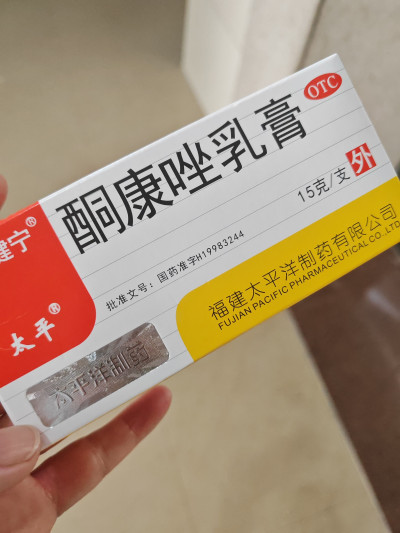 OTC
酮康唑乳膏
15克/支
外
健宁®
太平®
批准文号：国药准字H19983244
福建太平洋制药有限公司
FUJIAN PACIFIC PHARMACEUTICAL CO.,LTD.
太平洋制药